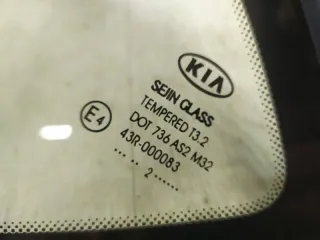 KIA
SEJIN GLASS
TEMPERED T3.2
DOT 736 AS2 M32
43R-000083
E4
..... .. 2 ......